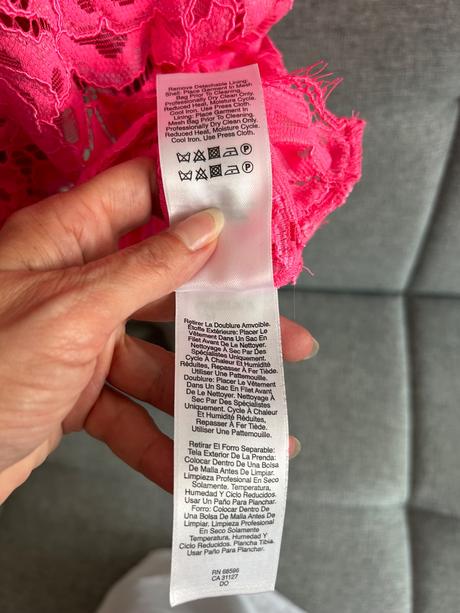 Remove Detachable Lining:
Shell: Place Garment In Mesh
Bag Prior To Cleaning.
Professionally Dry Clean Only.
Reduced Heat, Moisture Cycle.
Cool Iron, Use Press Cloth.
Lining: Place Garment In
Mesh Bag Prior To Cleaning.
Professionally Dry Clean Only.
Reduced Heat, Moisture Cycle.
Cool Iron, Use Press Cloth.
P
P
Retirer La Doublure Amvoible.
Étoffe Extérieure: Placer Le
Vêtement Dans Un Sac En
Filet Avant De Le Nettoyer.
Nettoyage À Sec Par Des
Spécialistes Uniquement.
Cycle À Chaleur Et Humidité
Réduites, Repasser À Fer Tiède.
Utiliser Une Pattemouille.
Doublure: Placer Le Vêtement
Dans Un Sac En Filet Avant
De Le Nettoyer. Nettoyage À
Sec Par Des Spécialistes
Uniquement. Cycle À Chaleur
Et Humidité Réduites,
Repasser À Fer Tiède.
Utiliser Une Pattemouille.
Retirar El Forro Separable:
Tela Exterior De La Prenda:
Colocar Dentro De Una Bolsa
De Malla Antes De Limpiar.
Limpieza Profesional En Seco
Solamente. Temperatura,
Humedad Y Ciclo Reducidos.
Usar Un Paño Para Planchar.
Forro: Colocar Dentro De
Una Bolsa De Malla Antes De
Limpiar. Limpieza Profesional
En Seco Solamente
Temperatura, Humedad Y
Ciclo Reducidos. Plancha Tibia.
Usar Paño Para Planchar.
RN 68596
CA 31127
DO